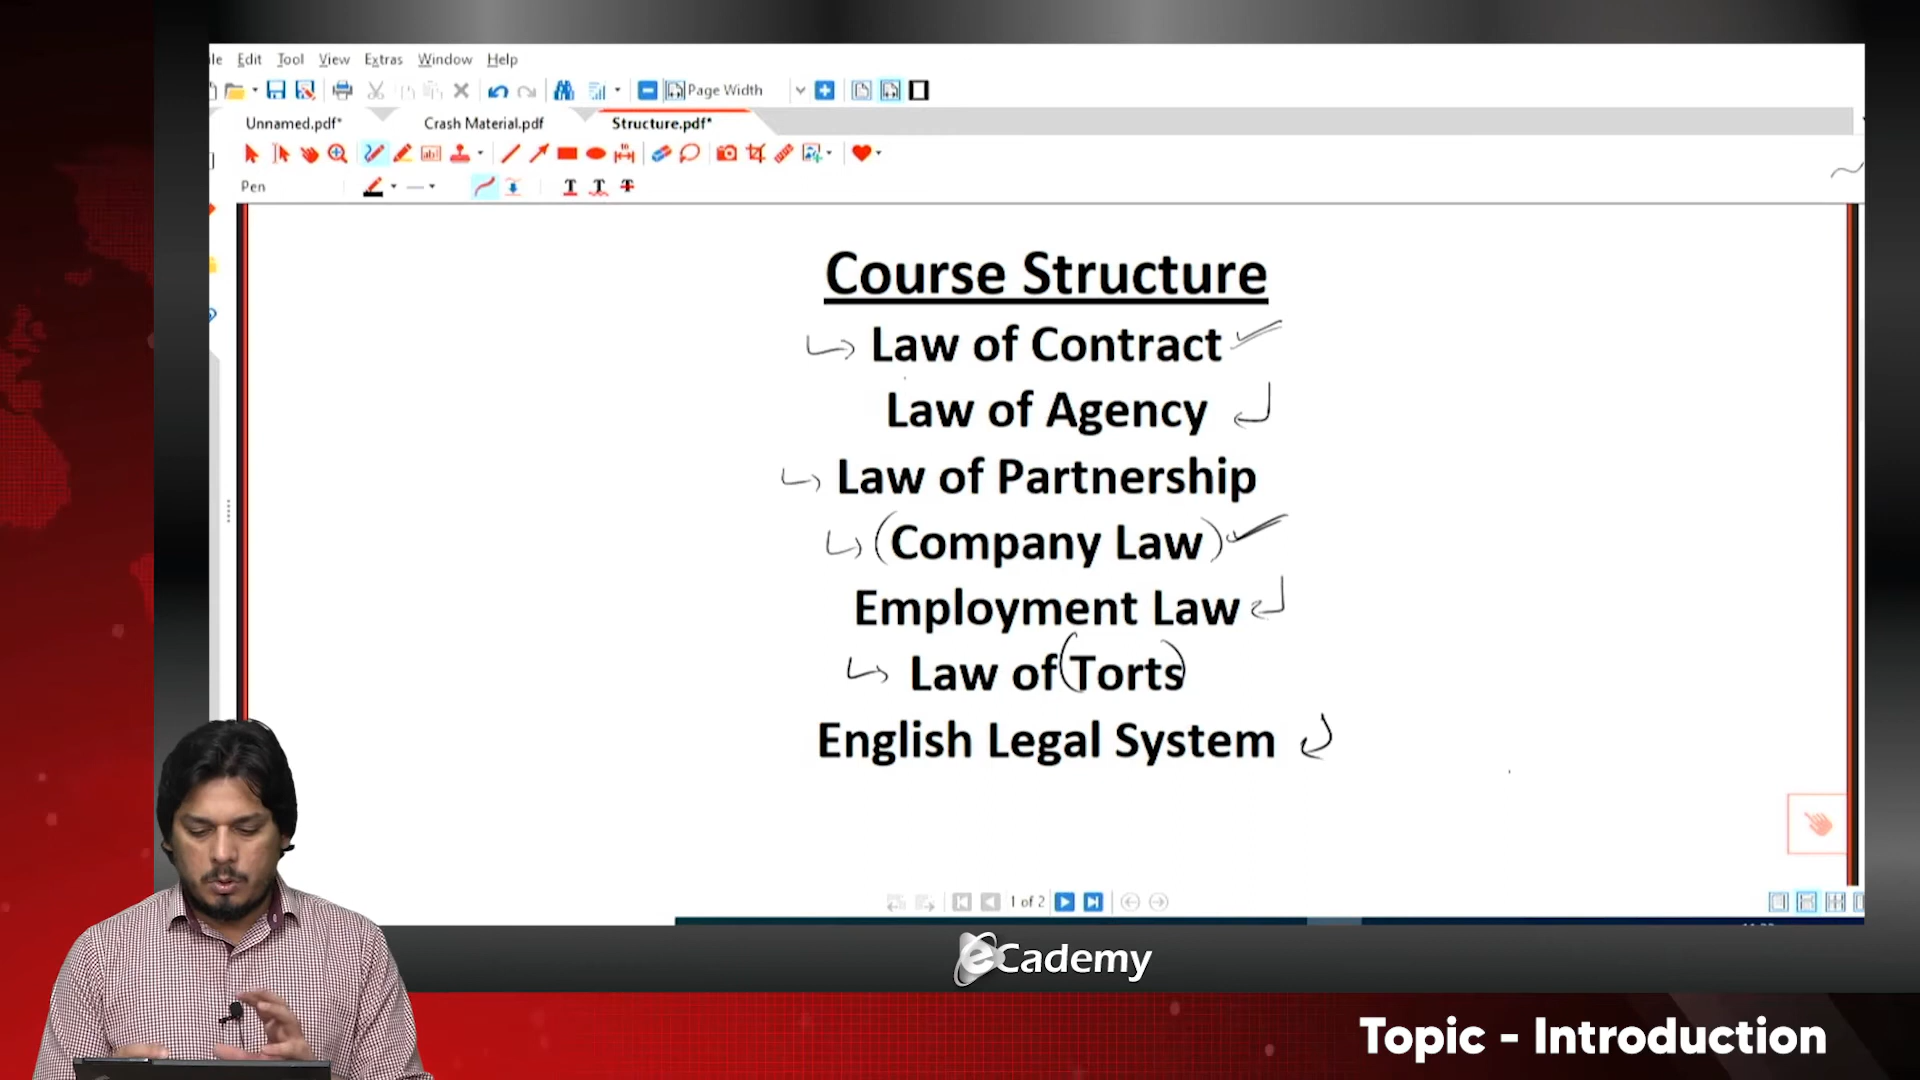 Edit Tool View Extras Window Help
Page Width
Unnamed.pdf* Crash Material.pdf Structure.pdf*
Pen
Course Structure
Law of Contract
Law of Agency
Law of Partnership
(Company Law)
Employment Law
Law of (Torts)
English Legal System
1 of 2
eCademy
Topic - Introduction